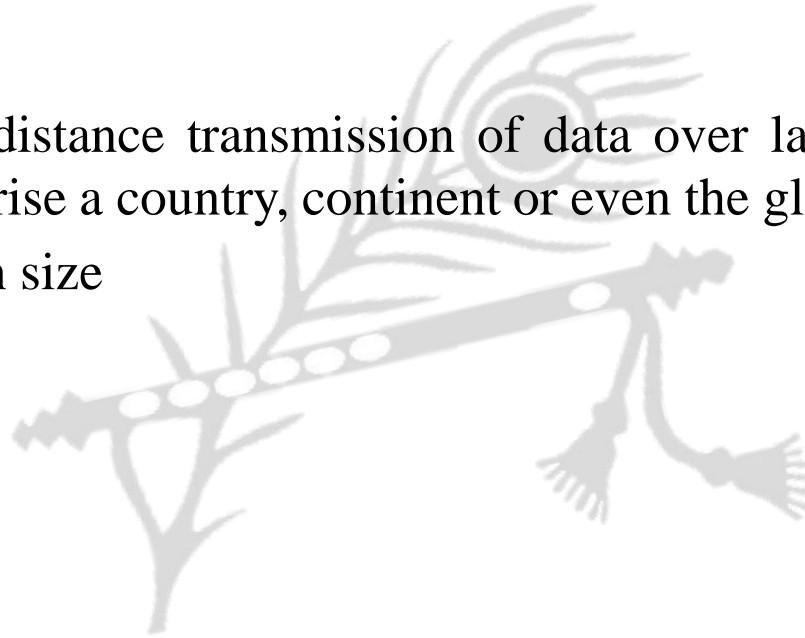 distance transmission of data over la
rise a country, continent or even the gl
size